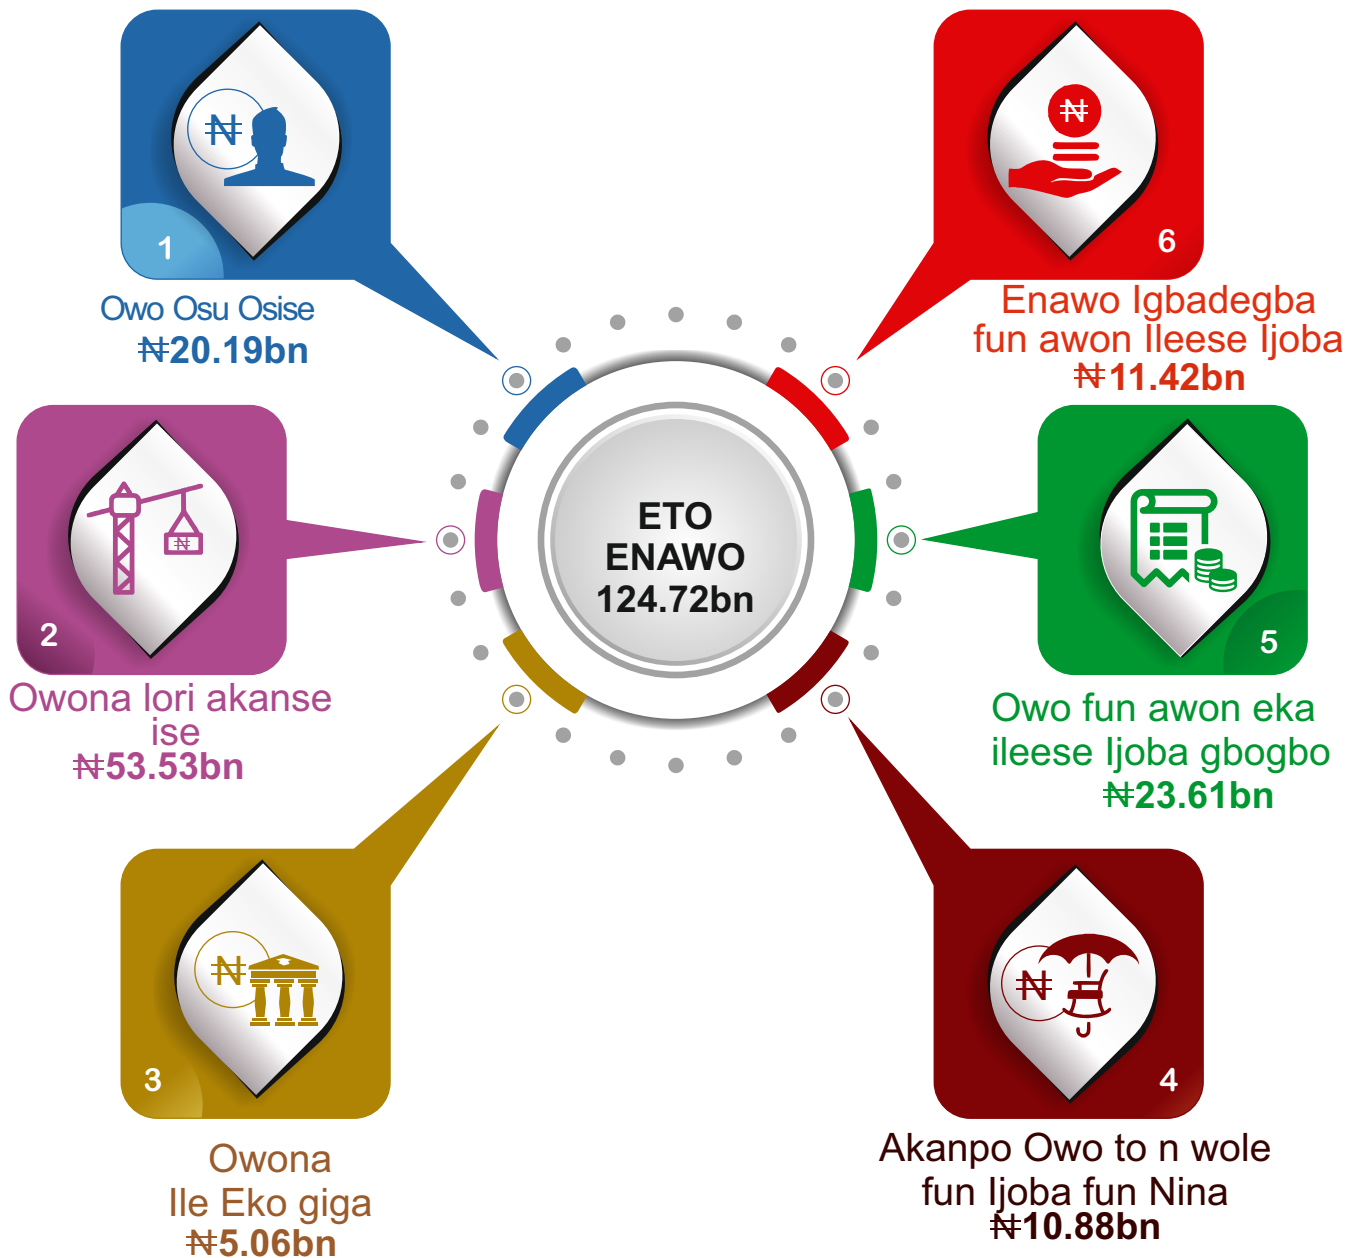 ₦
1
Owo Osu Osise
₦20.19bn
₦
2
Owona lori akanse
ise
₦53.53bn
₦
3
Owona
Ile Eko giga
₦5.06bn
ETO
ENAWO
124.72bn
₦
6
Enawo Igbadegba
fun awon Ileese Ijoba
₦11.42bn
5
Owo fun awon eka
ileese Ijoba gbogbo
₦23.61bn
₦
4
Akanpo Owo to n wole
fun Ijoba fun Nina
₦10.88bn